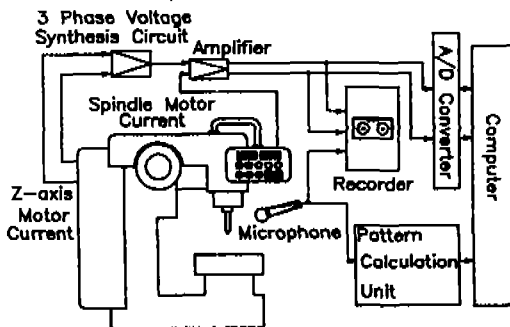 3 Phase Voltage
Synthesis Circuit
Amplifier
A/D Converter
Computer
Spindle Motor
Current
Recorder
Z-axis
Motor
Current
Microphone
Pattern
Calculation
Unit